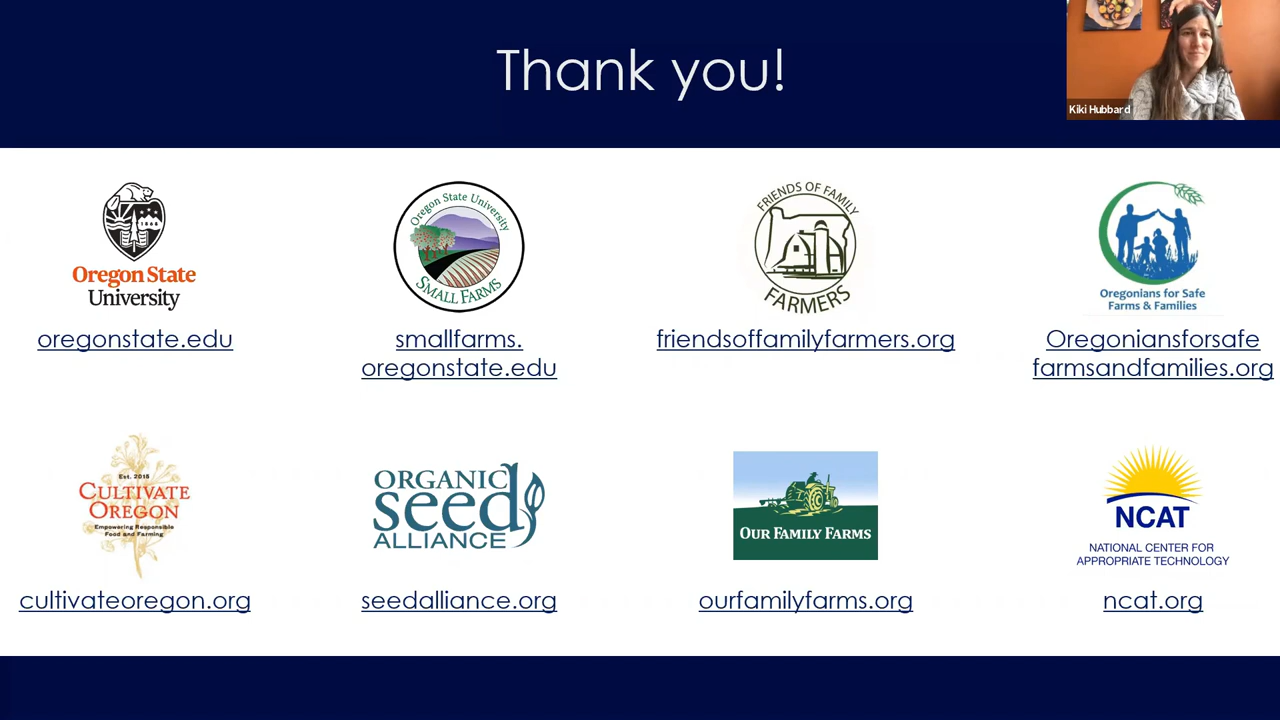 Thank you!
Kiki Hubbard
1868
Oregon State
University
oregonstate.edu
Oregon State University
SMALL FARMS
smallfarms.
oregonstate.edu
FRIENDS OF FAMILY
FARMERS
friendsoffamilyfarmers.org
Oregonians for Safe
Farms & Families
Oregoniansforsafe
farmsandfamilies.org
Est. 2015
CULTIVATE
OREGON
Empowering Responsible
Food and Farming
cultivateoregon.org
ORGANIC
seed
ALLIANCE
seedalliance.org
OUR FAMILY FARMS
ourfamilyfarms.org
NCAT
NATIONAL CENTER FOR
APPROPRIATE TECHNOLOGY
ncat.org